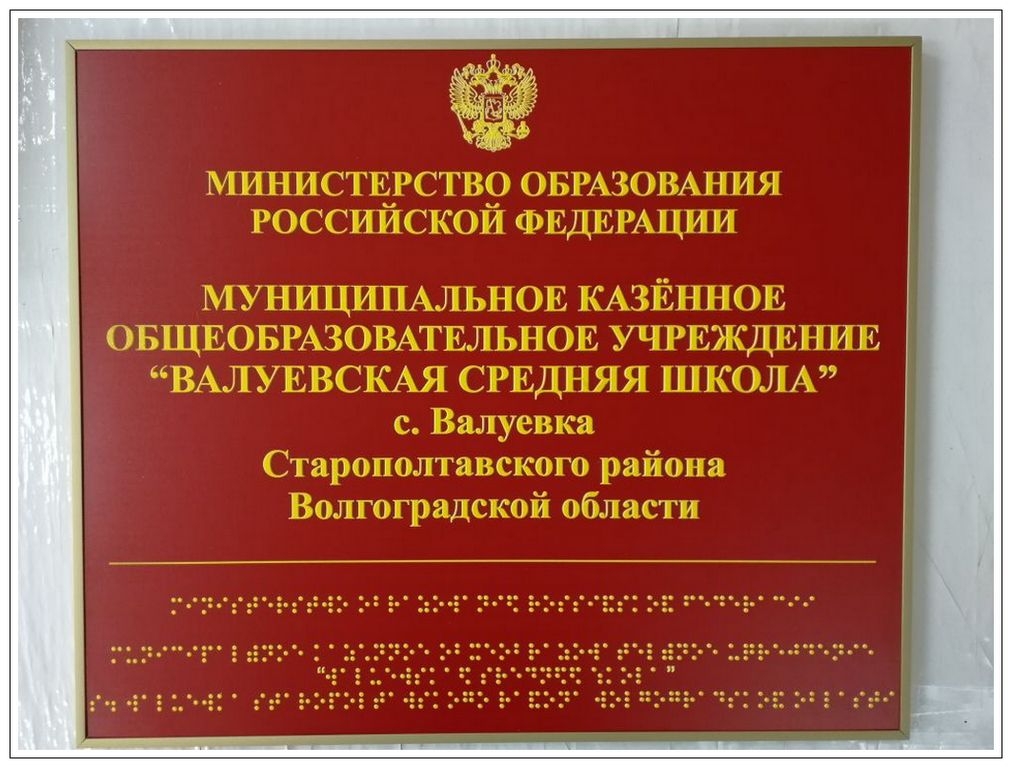 МИНИСТЕРСТВО ОБРАЗОВАНИЯ
РОССИЙСКОЙ ФЕДЕРАЦИИ
МУНИЦИПАЛЬНОЕ КАЗЁННОЕ
ОБЩЕОБРАЗОВАТЕЛЬНОЕ УЧРЕЖДЕНИЕ
“ВАЛУЕВСКАЯ СРЕДНЯЯ ШКОЛА”
с. Валуевка
Старополтавского района
Волгоградской области